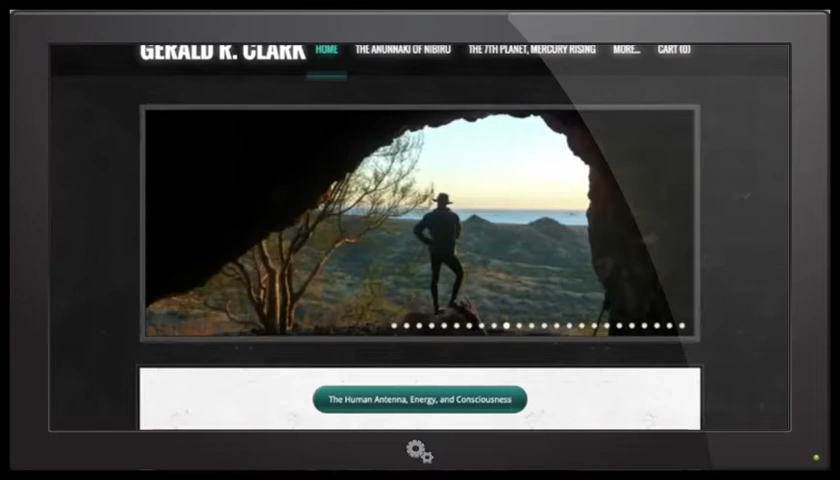 GERALD R. CLARK HOME THE ANUNNAKI OF NIBIRU THE 7TH PLANET, MERCURY RISING MORE... CART (0)
The Human Antenna, Energy, and Consciousness